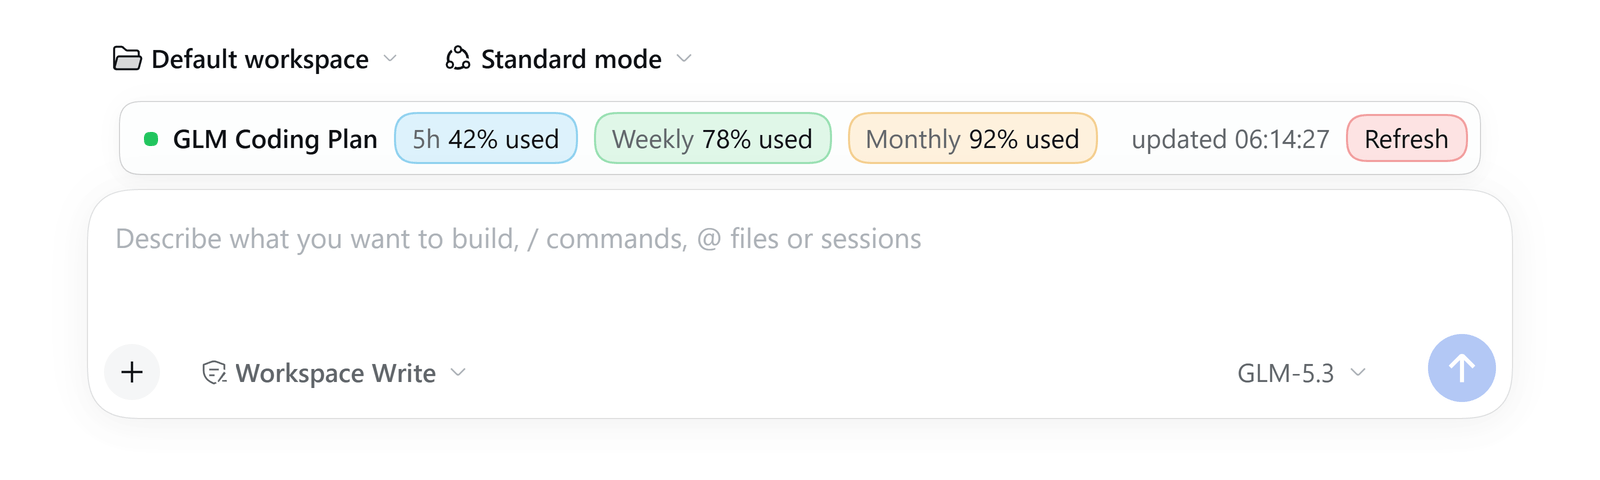 Default workspace Standard mode
GLM Coding Plan 5h 42% used Weekly 78% used Monthly 92% used updated 06:14:27 Refresh
Describe what you want to build, / commands, @ files or sessions
Workspace Write GLM-5.3